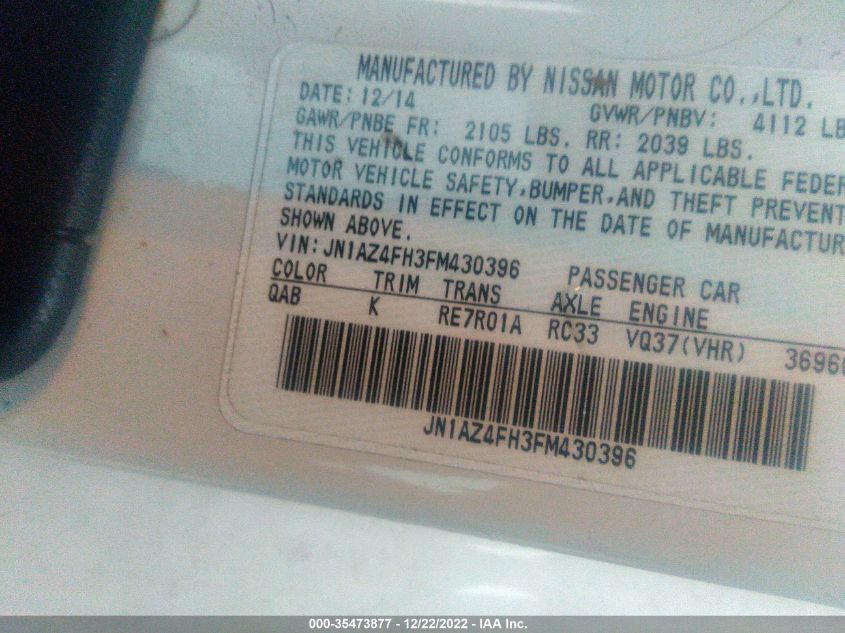 MANUFACTURED BY NISSAN MOTOR CO.,LTD.
DATE: 12/14 GVWR/PNBV: 4112 LB
GAWR/PNBE FR: 2105 LBS. RR: 2039 LBS.
THIS VEHICLE CONFORMS TO ALL APPLICABLE FEDER
MOTOR VEHICLE SAFETY,BUMPER,AND THEFT PREVENT
STANDARDS IN EFFECT ON THE DATE OF MANUFACTUR
SHOWN ABOVE.
VIN:JN1AZ4FH3FM430396 PASSENGER CAR
COLOR TRIM TRANS AXLE ENGINE
QAB K RE7R01A RC33 VQ37(VHR) 3696
JN1AZ4FH3FM430396
000-35473877 - 12/22/2022 - IAA Inc.